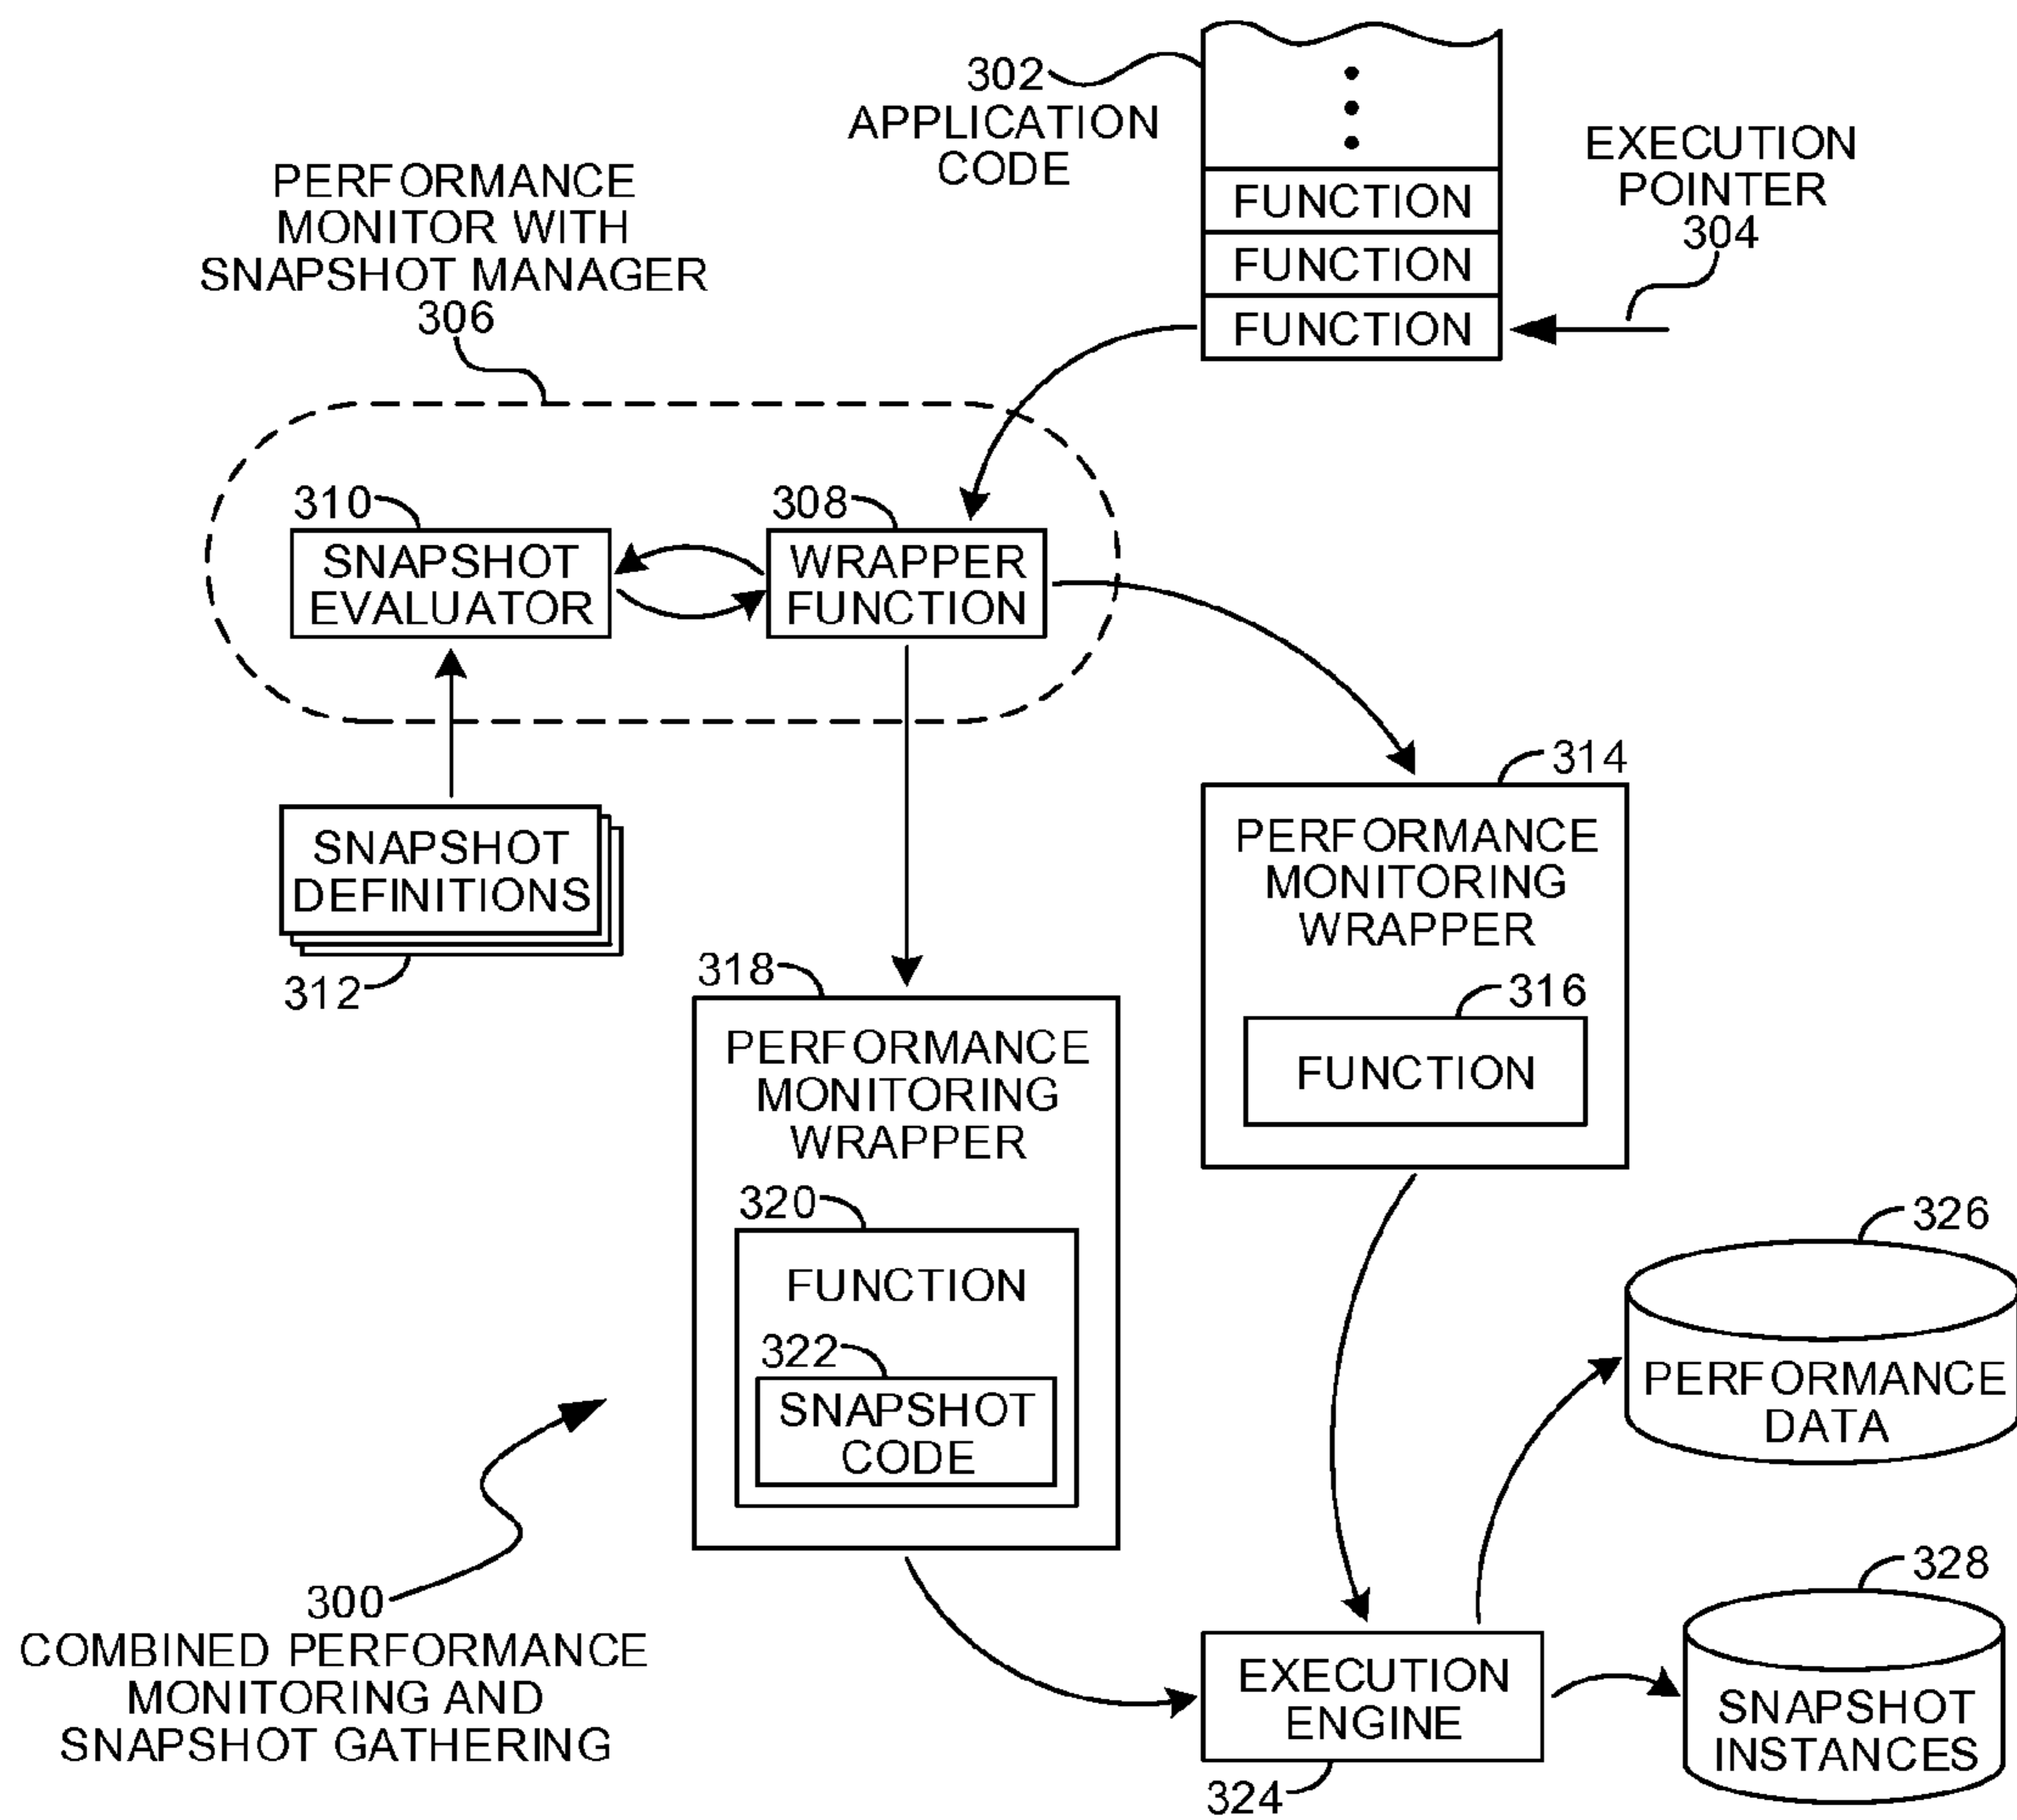 302
APPLICATION
CODE
FUNCTION
FUNCTION
FUNCTION
EXECUTION
POINTER
304
PERFORMANCE
MONITOR WITH
SNAPSHOT MANAGER
306
310
SNAPSHOT
EVALUATOR
308
WRAPPER
FUNCTION
SNAPSHOT
DEFINITIONS
312
314
PERFORMANCE
MONITORING
WRAPPER
316
FUNCTION
318
PERFORMANCE
MONITORING
WRAPPER
320
FUNCTION
322
SNAPSHOT
CODE
326
PERFORMANCE
DATA
328
SNAPSHOT
INSTANCES
EXECUTION
ENGINE
324
300
COMBINED PERFORMANCE
MONITORING AND
SNAPSHOT GATHERING